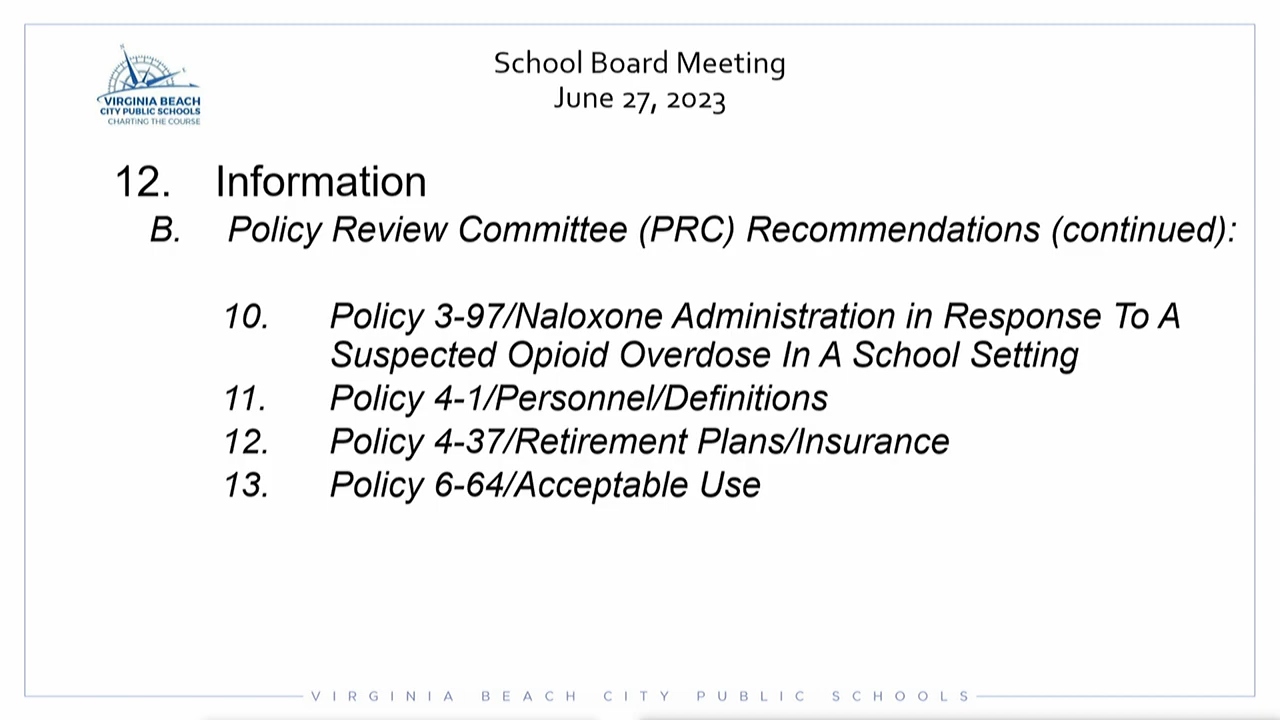 VIRGINIA BEACH
CITY PUBLIC SCHOOLS
CHARTING THE COURSE
School Board Meeting
June 27, 2023
12. Information
B. Policy Review Committee (PRC) Recommendations (continued):
10. Policy 3-97/Naloxone Administration in Response To A
Suspected Opioid Overdose In A School Setting
11. Policy 4-1/Personnel/Definitions
12. Policy 4-37/Retirement Plans/Insurance
13. Policy 6-64/Acceptable Use
VIRGINIA BEACH CITY PUBLIC SCHOOLS